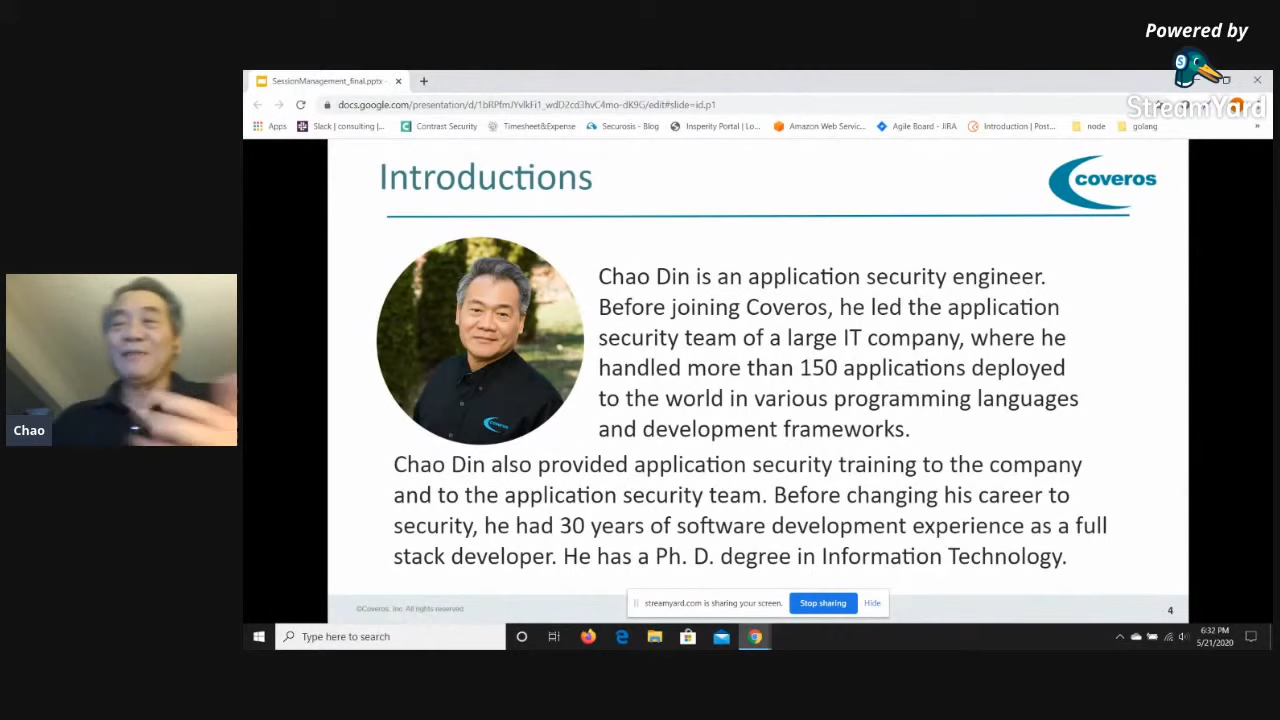 Powered by
StreamYard
SessionManagement_final.pptx -
docs.google.com/presentation/d/
/edit#slide=id.p1
Apps
Slack | consulting |...
Contrast Security
Timesheet&Expense
Securosis - Blog
Insperity Portal | Lo...
Amazon Web Servic...
Agile Board - JIRA
Introduction | Post...
node
golang
Introductions
coveros
Chao Din is an application security engineer.
Before joining Coveros, he led the application
security team of a large IT company, where he
handled more than 150 applications deployed
to the world in various programming languages
and development frameworks.
Chao Din also provided application security training to the company
and to the application security team. Before changing his career to
security, he had 30 years of software development experience as a full
stack developer. He has a Ph. D. degree in Information Technology.
Chao
©Coveros, Inc. All rights reserved
streamyard.com is sharing your screen.
Stop sharing
Hide
4
Type here to search
6:32 PM
5/21/2020